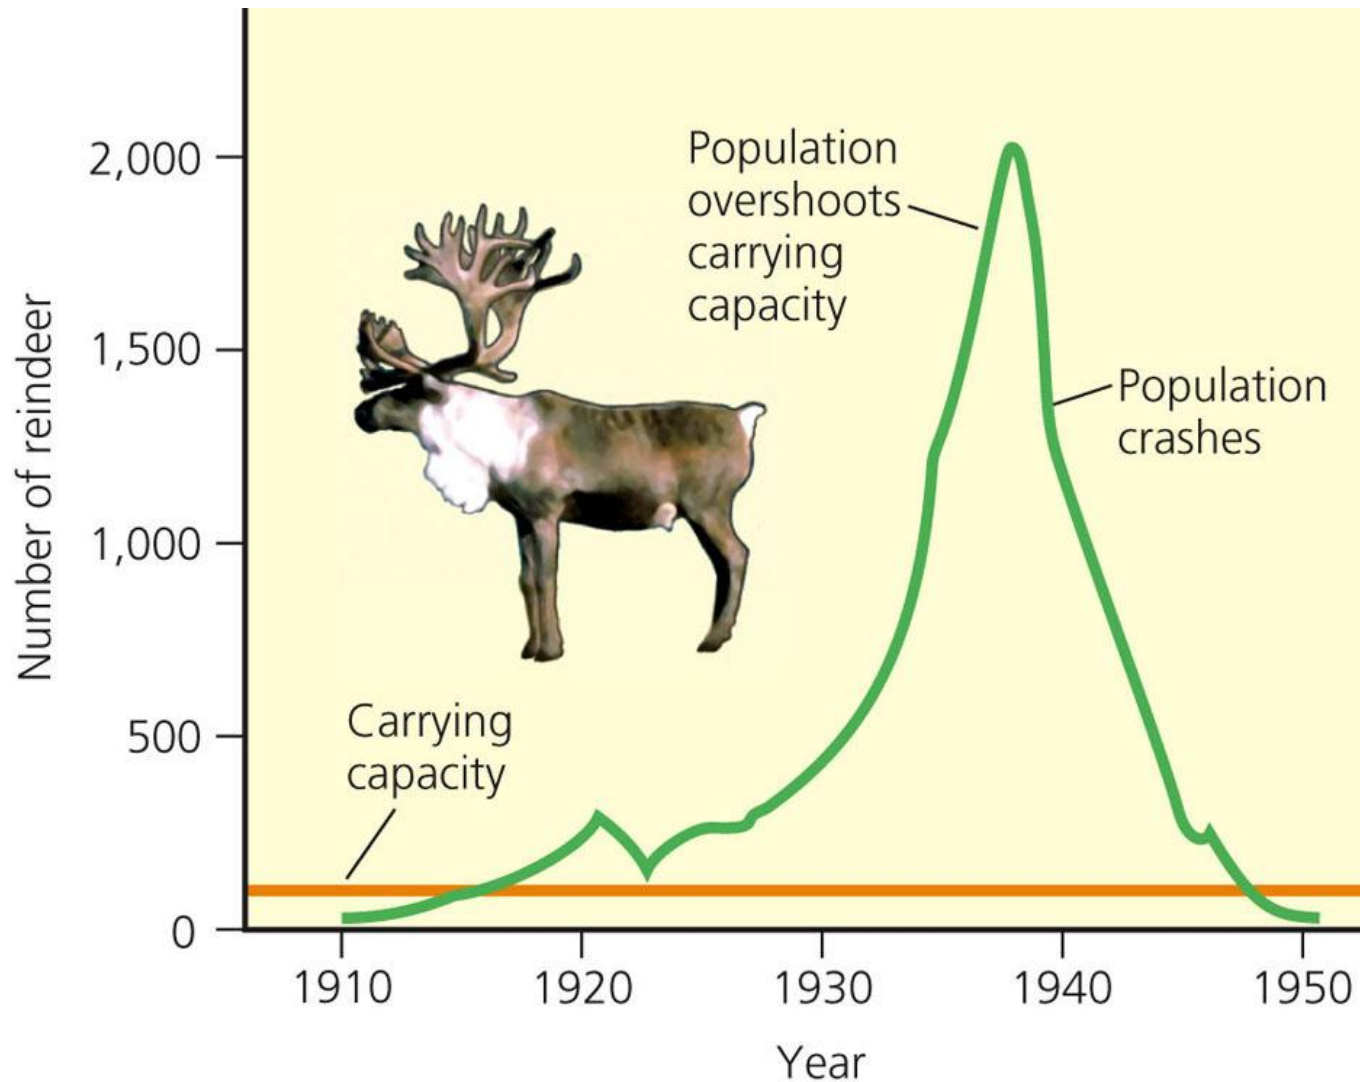 2,000
1,500
1,000
500
0
Number of reindeer
Population
overshoots
carrying
capacity
Population
crashes
Carrying
capacity
1910
1920
1930
1940
1950
Year